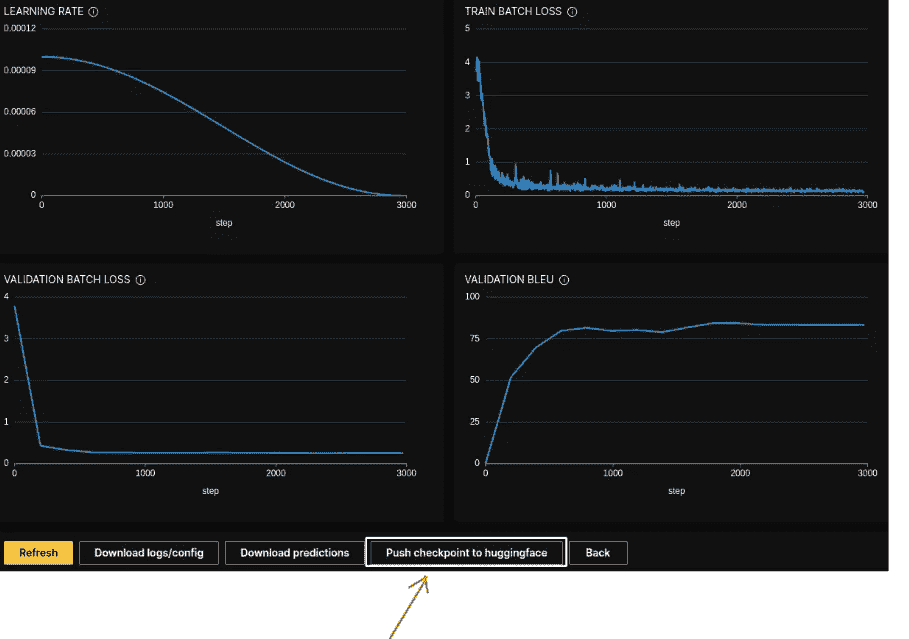 LEARNING RATE
0.00012
0.00009
0.00006
0.00003
0
0 1000 2000 3000
step
TRAIN BATCH LOSS
5
4
3
2
1
0
0 1000 2000 3000
step
VALIDATION BATCH LOSS
4
3
2
1
0
0 1000 2000 3000
step
VALIDATION BLEU
100
75
50
25
0
0 1000 2000 3000
step
Refresh Download logs/config Download predictions Push checkpoint to huggingface Back